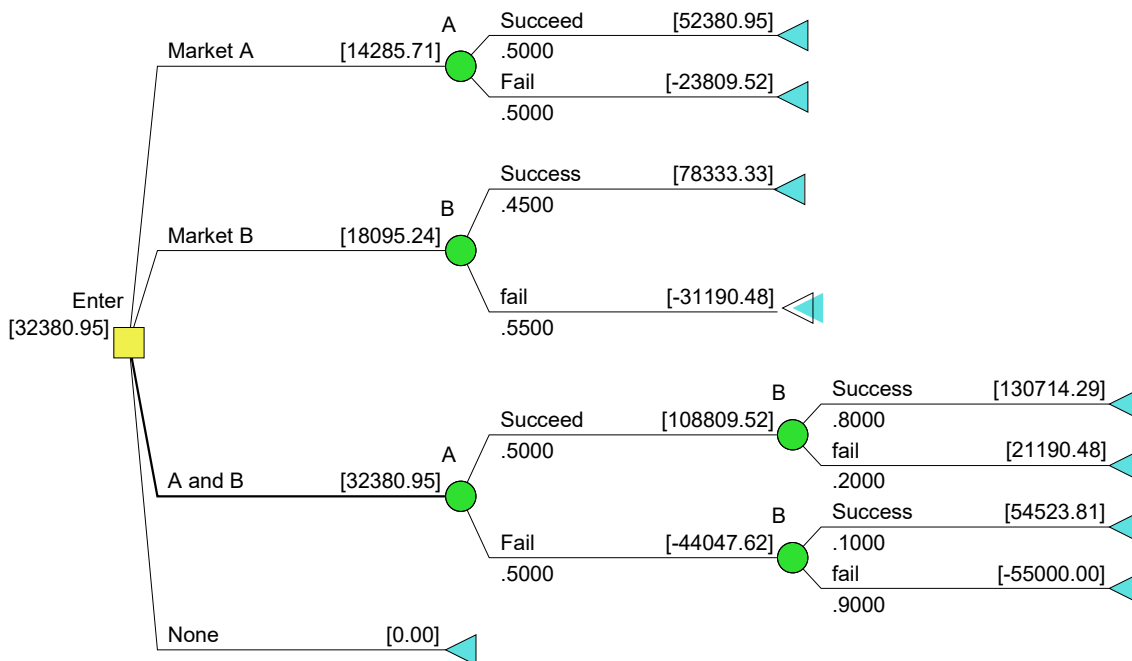 A
Succeed [52380.95]
Market A [14285.71]
.5000
Fail [-23809.52]
.5000
Success [78333.33]
B
.4500
Market B [18095.24]
Enter
fail [-31190.48]
[32380.95]
.5500
B
Success [130714.29]
Succeed [108809.52]
.8000
A
.5000
fail [21190.48]
A and B [32380.95]
.2000
B
Success [54523.81]
Fail [-44047.62]
.1000
.5000
fail [-55000.00]
.9000
None [0.00]